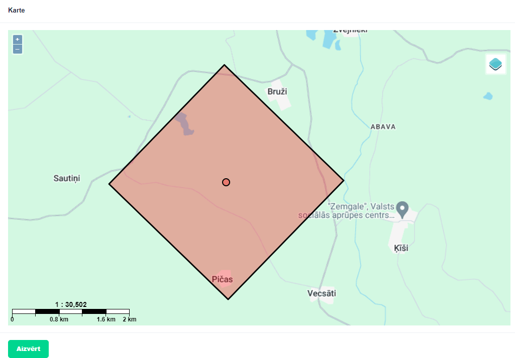 Karte
Zvejnieki
Bruži
ABAVA
Sautiņi
"Zemgale", Valsts
sociālās aprūpes centrs...
Ķīši
Pičas
Vecsāti
1 : 30,502
0 0.8 km 1.6 km 2 km
Aizvērt
+
−